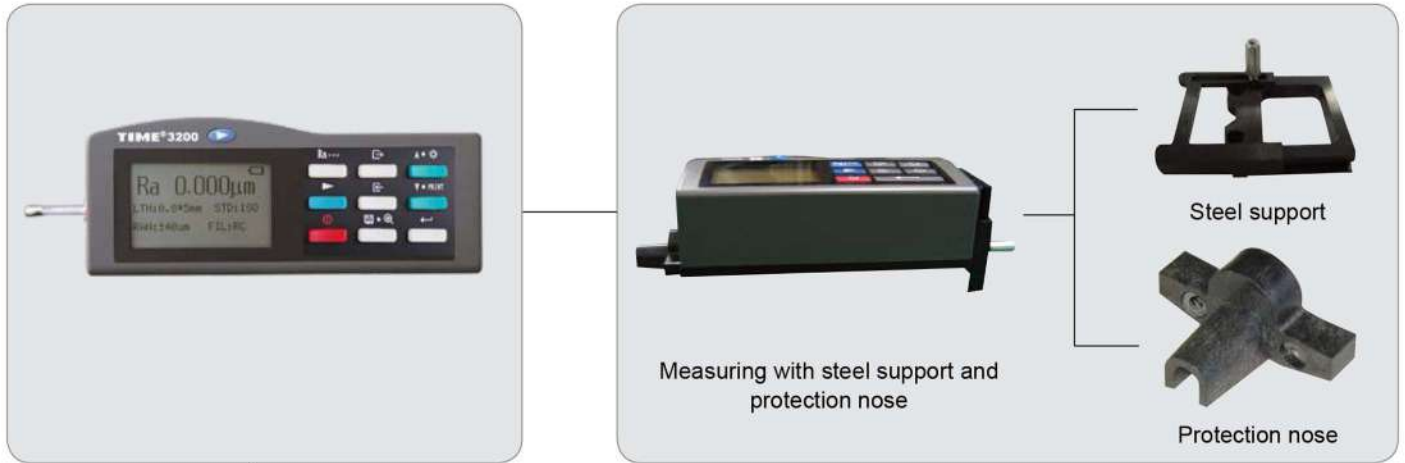 TIME®3200
Ra 0.000µm
LTH:0.8*5mm STD:ISO
RAN:±40um FIL:RC
Measuring with steel support and
protection nose
Steel support
Protection nose